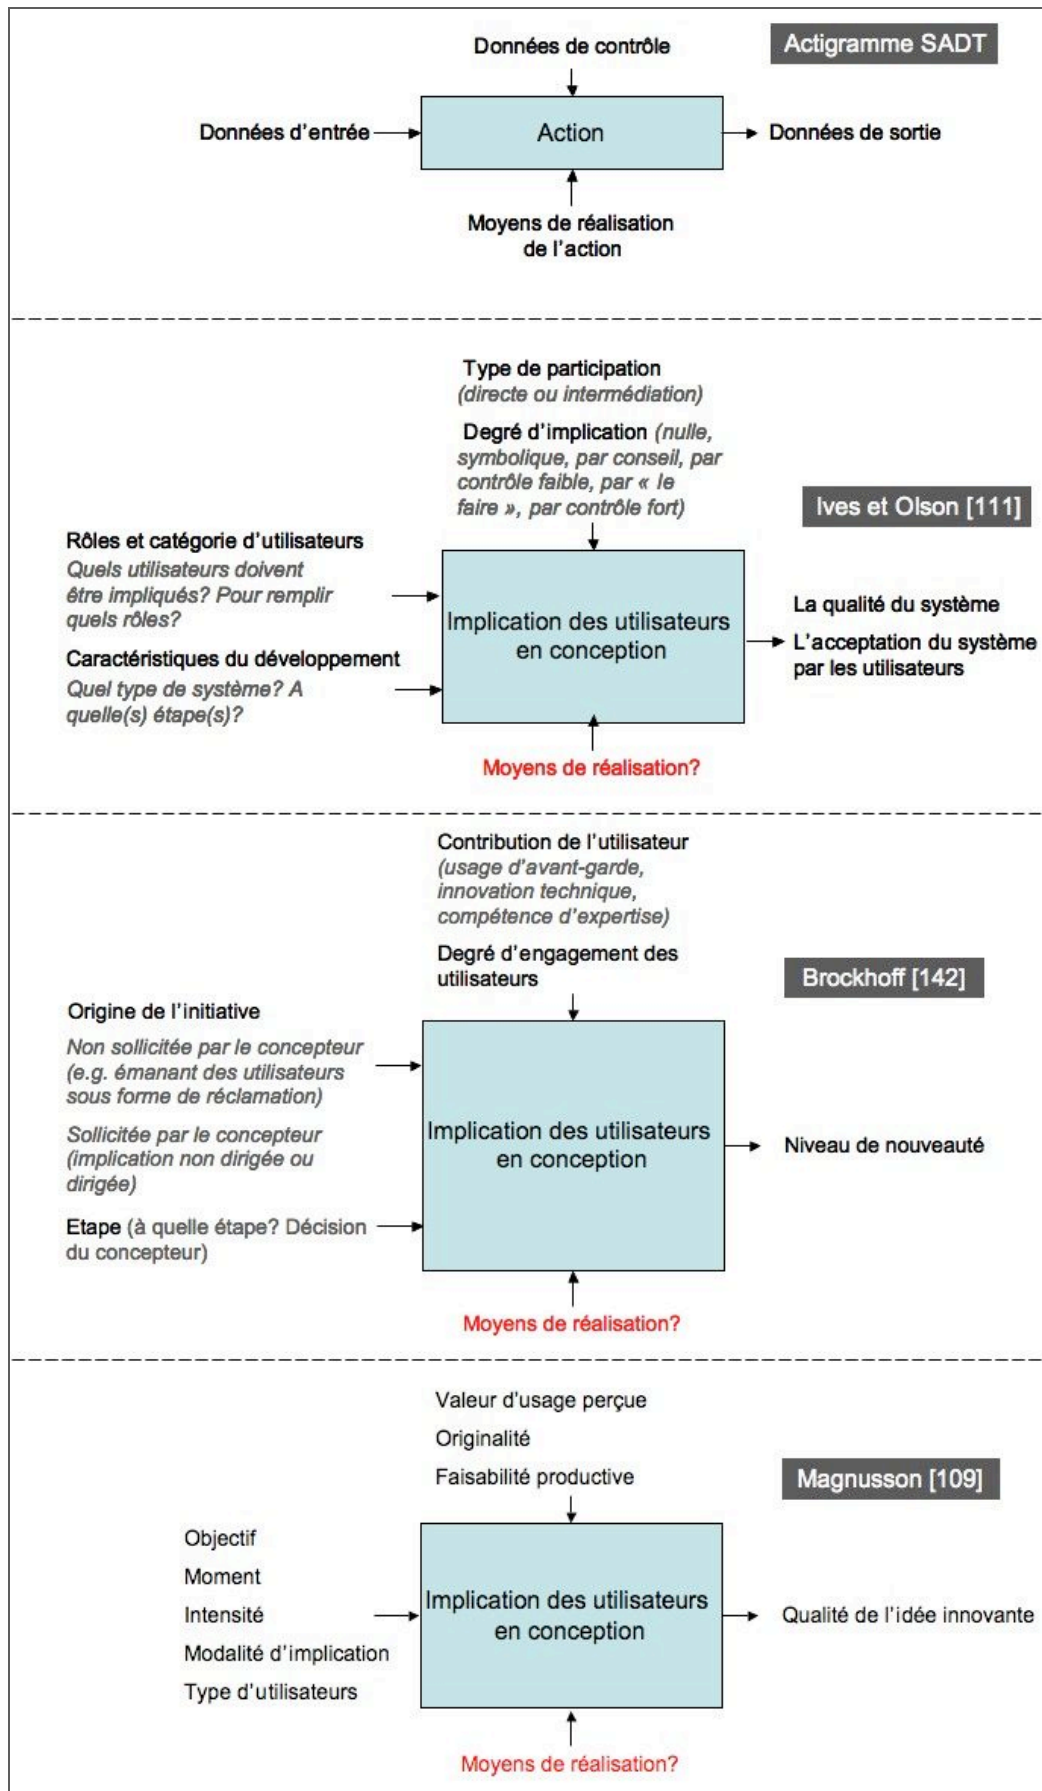 Données de contrôle
Actigramme SADT
Données d'entrée
Action
Données de sortie
Moyens de réalisation
de l'action
Type de participation
(directe ou intermédiation)
Degré d'implication (nulle,
symbolique, par conseil, par
contrôle faible, par « le
faire », par contrôle fort)
Ives et Olson [111]
Rôles et catégorie d'utilisateurs
Quels utilisateurs doivent
être impliqués? Pour remplir
quels rôles?
Caractéristiques du développement
Quel type de système? A
quelle(s) étape(s)?
Implication des utilisateurs
en conception
La qualité du système
L'acceptation du système
par les utilisateurs
Moyens de réalisation?
Contribution de l'utilisateur
(usage d'avant-garde,
innovation technique,
compétence d'expertise)
Degré d'engagement des
utilisateurs
Brockhoff [142]
Origine de l'initiative
Non sollicitée par le concepteur
(e.g. émanant des utilisateurs
sous forme de réclamation)
Sollicitée par le concepteur
(implication non dirigée ou
dirigée)
Etape (à quelle étape? Décision
du concepteur)
Implication des utilisateurs
en conception
Niveau de nouveauté
Moyens de réalisation?
Valeur d'usage perçue
Originalité
Faisabilité productive
Magnusson [109]
Objectif
Moment
Intensité
Modalité d'implication
Type d'utilisateurs
Implication des utilisateurs
en conception
Qualité de l'idée innovante
Moyens de réalisation?